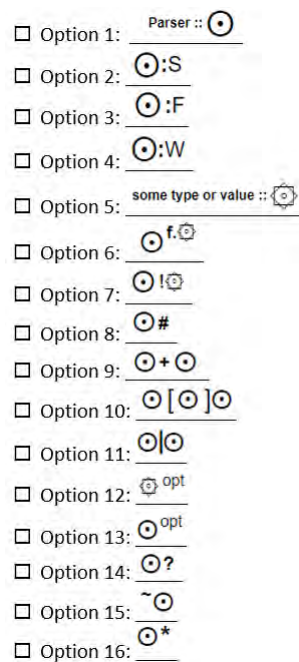 ☐ Option 1: Parser :: ⊙
☐ Option 2: ⊙:S
☐ Option 3: ⊙:F
☐ Option 4: ⊙:W
☐ Option 5: some type or value :: ۞
☐ Option 6: ⊙ f.۞
☐ Option 7: ⊙ !۞
☐ Option 8: ⊙#
☐ Option 9: ⊙+⊙
☐ Option 10: ⊙[⊙]⊙
☐ Option 11: ⊙|⊙
☐ Option 12: ۞ opt
☐ Option 13: ⊙ opt
☐ Option 14: ⊙?
☐ Option 15: ~⊙
☐ Option 16: ⊙*